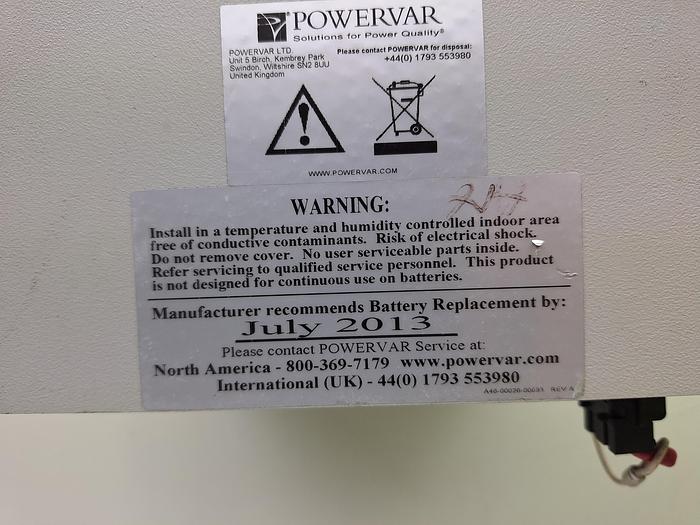 POWERVAR
Solutions for Power Quality®
POWERVAR LTD.
Unit 5 Birch, Kembrey Park
Swindon, Wiltshire SN2 8UU
United Kingdom
Please contact POWERVAR for disposal:
+44(0) 1793 553980
WWW.POWERVAR.COM
WARNING:
Install in a temperature and humidity controlled indoor area
free of conductive contaminants. Risk of electrical shock.
Do not remove cover. No user serviceable parts inside.
Refer servicing to qualified service personnel. This product
is not designed for continuous use on batteries.
Manufacturer recommends Battery Replacement by:
July 2013
Please contact POWERVAR Service at:
North America - 800-369-7179 www.powervar.com
International (UK) - 44(0) 1793 553980
REV A